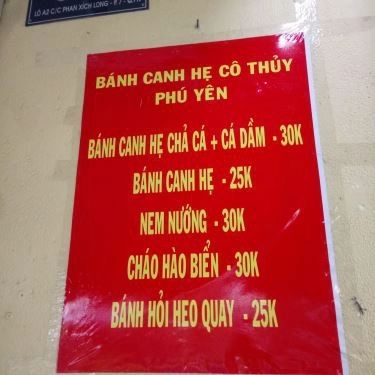 LÔ A2 C/C PHAN XÍCH LONG - P.7 -
BÁNH CANH HẸ CÔ THỦY
PHÚ YÊN
BÁNH CANH HẸ CHẢ CÁ + CÁ DẦM - 30K
BÁNH CANH HẸ - 25K
NEM NƯỚNG - 30K
CHÁO HÀO BIỂN - 30K
BÁNH HỎI HEO QUAY - 25K